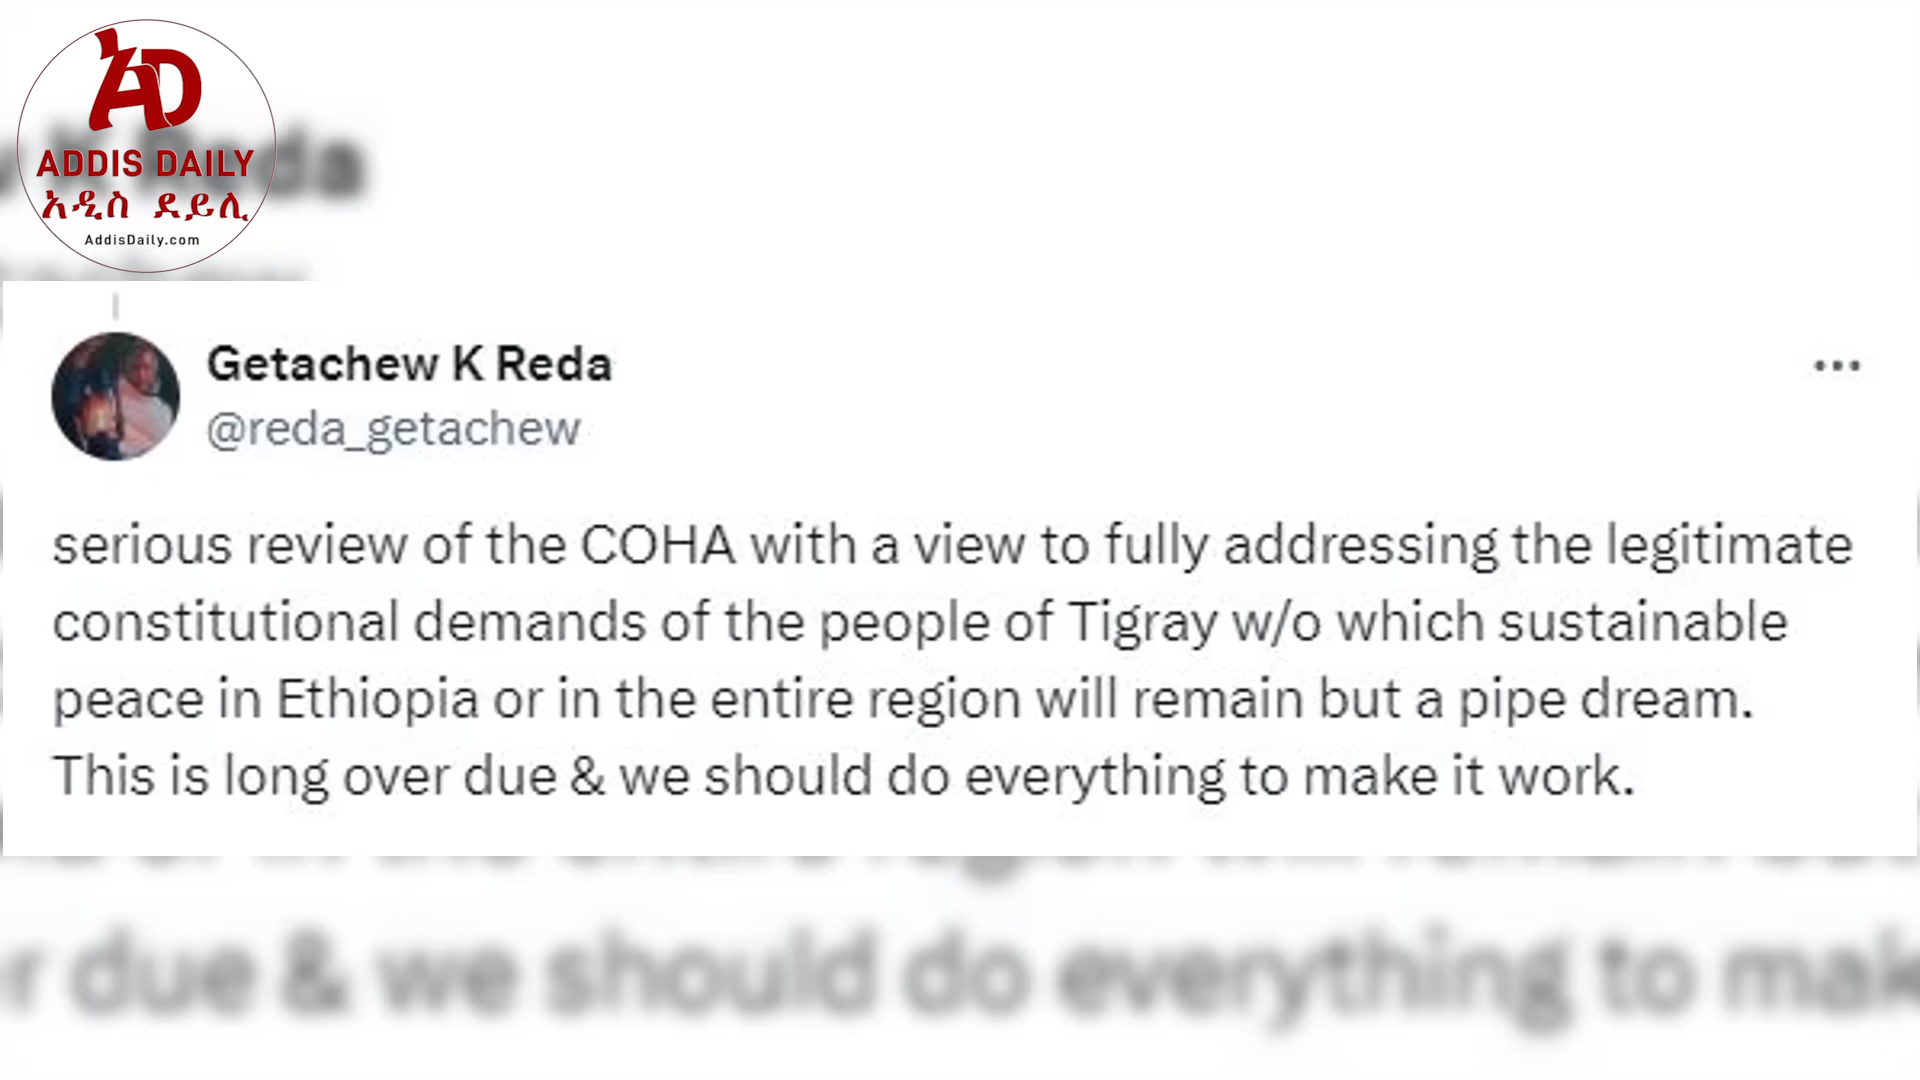 AD
ADDIS DAILY
አዲስ ደይሊ
AddisDaily.com
Getachew K Reda
@reda_getachew
serious review of the COHA with a view to fully addressing the legitimate
constitutional demands of the people of Tigray w/o which sustainable
peace in Ethiopia or in the entire region will remain but a pipe dream.
This is long over due & we should do everything to make it work.
due & we should do everything to